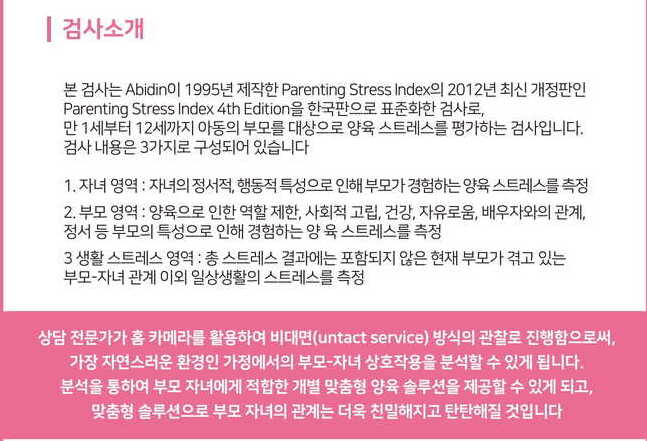 검사소개
본 검사는 Abidin이 1995년 제작한 Parenting Stress Index의 2012년 최신 개정판인
Parenting Stress Index 4th Edition을 한국판으로 표준화한 검사로,
만 1세부터 12세까지 아동의 부모를 대상으로 양육 스트레스를 평가하는 검사입니다.
검사 내용은 3가지로 구성되어 있습니다
1. 자녀 영역 : 자녀의 정서적, 행동적 특성으로 인해 부모가 경험하는 양육 스트레스를 측정
2. 부모 영역 : 양육으로 인한 역할 제한, 사회적 고립, 건강, 자유로움, 배우자와의 관계,
정서 등 부모의 특성으로 인해 경험하는 양 육 스트레스를 측정
3 생활 스트레스 영역 : 총 스트레스 결과에는 포함되지 않은 현재 부모가 겪고 있는
부모-자녀 관계 이외 일상생활의 스트레스를 측정
상담 전문가가 홈 카메라를 활용하여 비대면(untact service) 방식의 관찰로 진행함으로써,
가장 자연스러운 환경인 가정에서의 부모-자녀 상호작용을 분석할 수 있게 됩니다.
분석을 통하여 부모 자녀에게 적합한 개별 맞춤형 양육 솔루션을 제공할 수 있게 되고,
맞춤형 솔루션으로 부모 자녀의 관계는 더욱 친밀해지고 탄탄해질 것입니다